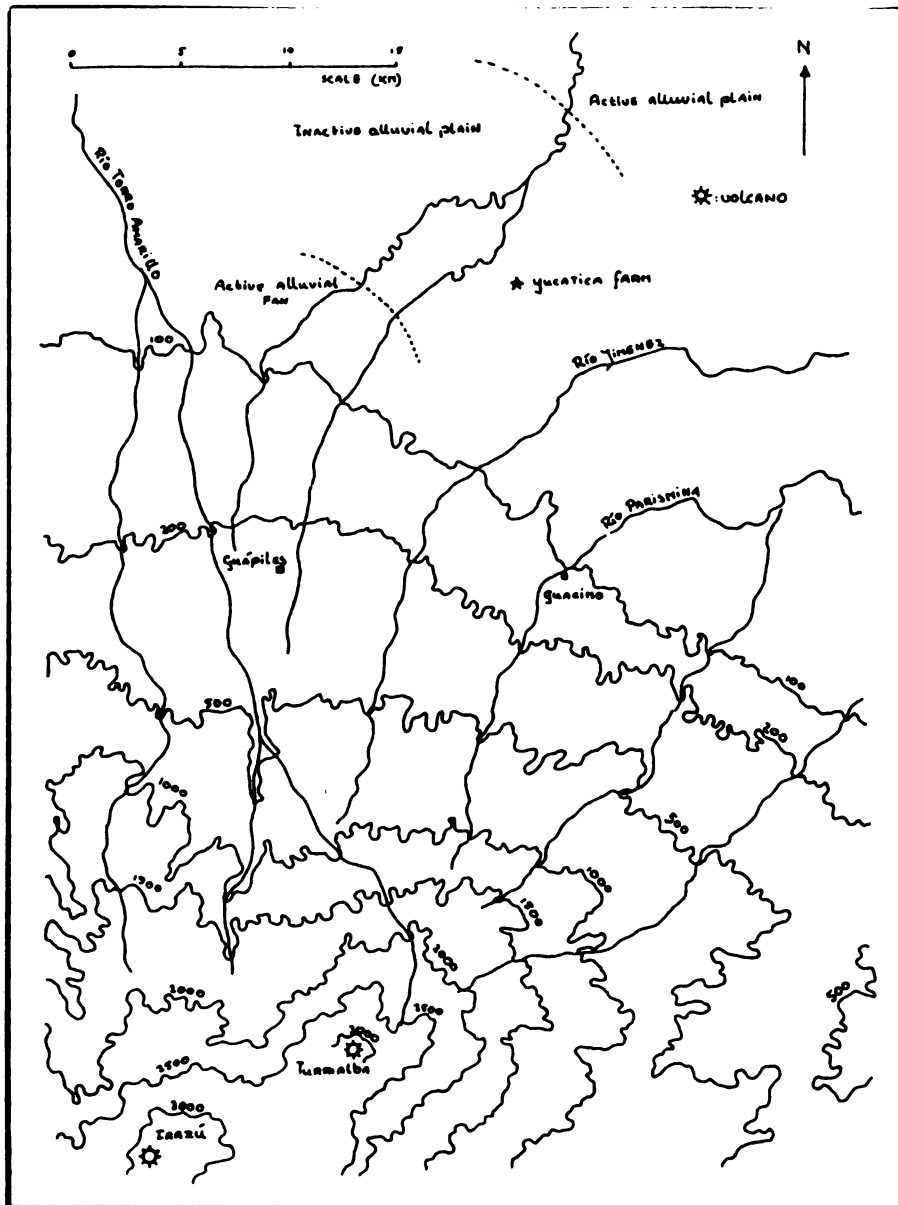 0 5 10 15
SCALE (KM)
N
Active alluvial plain
Inactive alluvial plain
: VOLCANO
Río Toro Amarillo
Active alluvial
FAN
Yucatica FARM
100
Río Jimenez
Río Parismina
200
Guápiles
Guacimo
100
500
200
1000
500
1000
1500
1500
2000
2000
500
2500
3000
Turrialba
2500
3000
Irazú